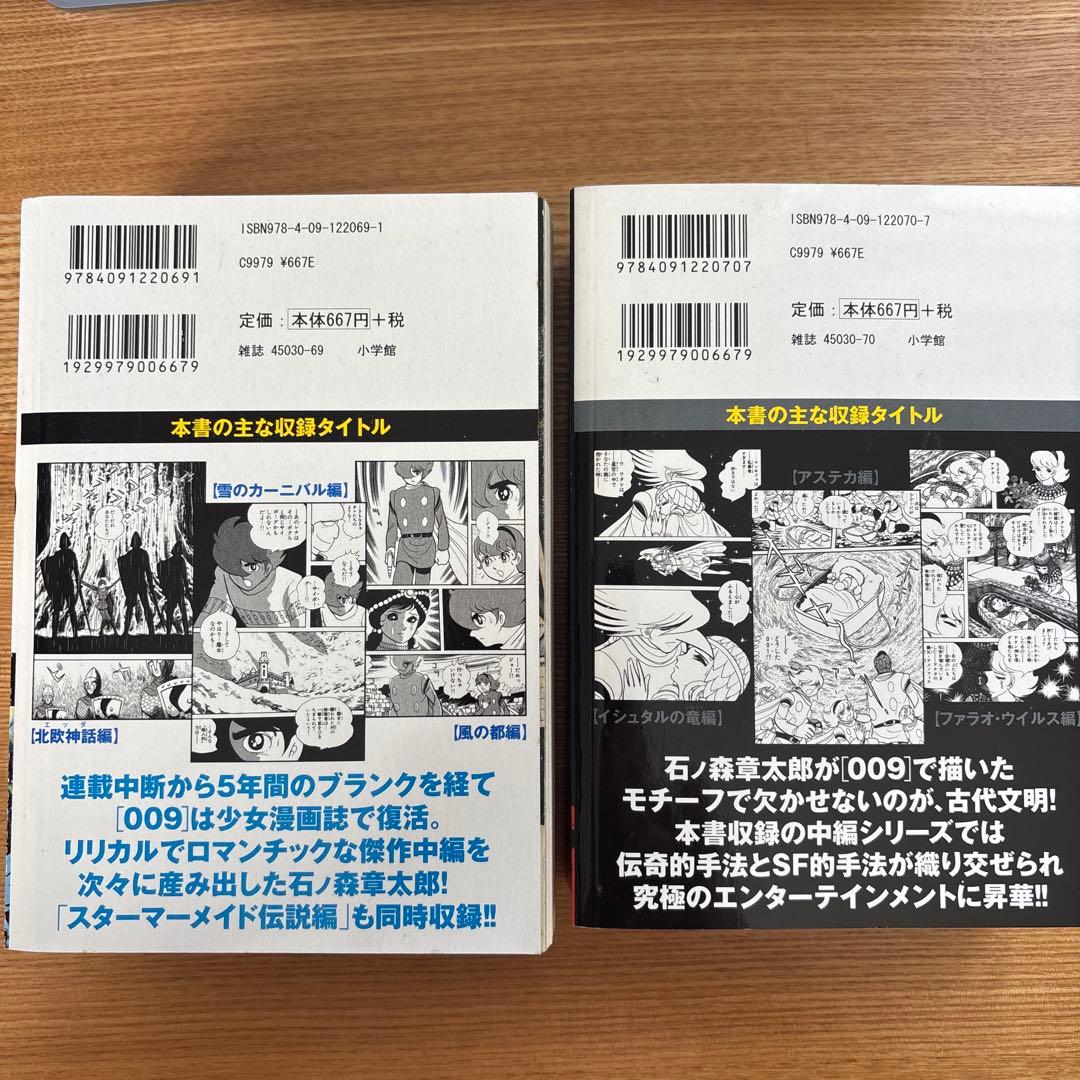 ISBN978-4-09-122069-1
C9979 ¥667E
9784091220691
定価：本体667円＋税
雑誌 45030-69 小学館
1929979006679
本書の主な収録タイトル
【雪のカーニバル編】
エッダ
【北欧神話編】
【風の都編】
連載中断から5年間のブランクを経て
［009］は少女漫画誌で復活。
リリカルでロマンチックな傑作中編を
次々に産み出した石ノ森章太郎！
「スターマーメイド伝説編」も同時収録!!
ISBN978-4-09-122070-7
C9979 ¥667E
9784091220707
定価：本体667円＋税
雑誌 45030-70 小学館
1929979006679
本書の主な収録タイトル
【アステカ編】
【イシュタルの竜編】
【ファラオ・ウイルス編】
石ノ森章太郎が［009］で描いた
モチーフで欠かせないのが、古代文明！
本書収録の中編シリーズでは
伝奇的手法とSF的手法が織り交ぜられ
究極のエンターテインメントに昇華!!